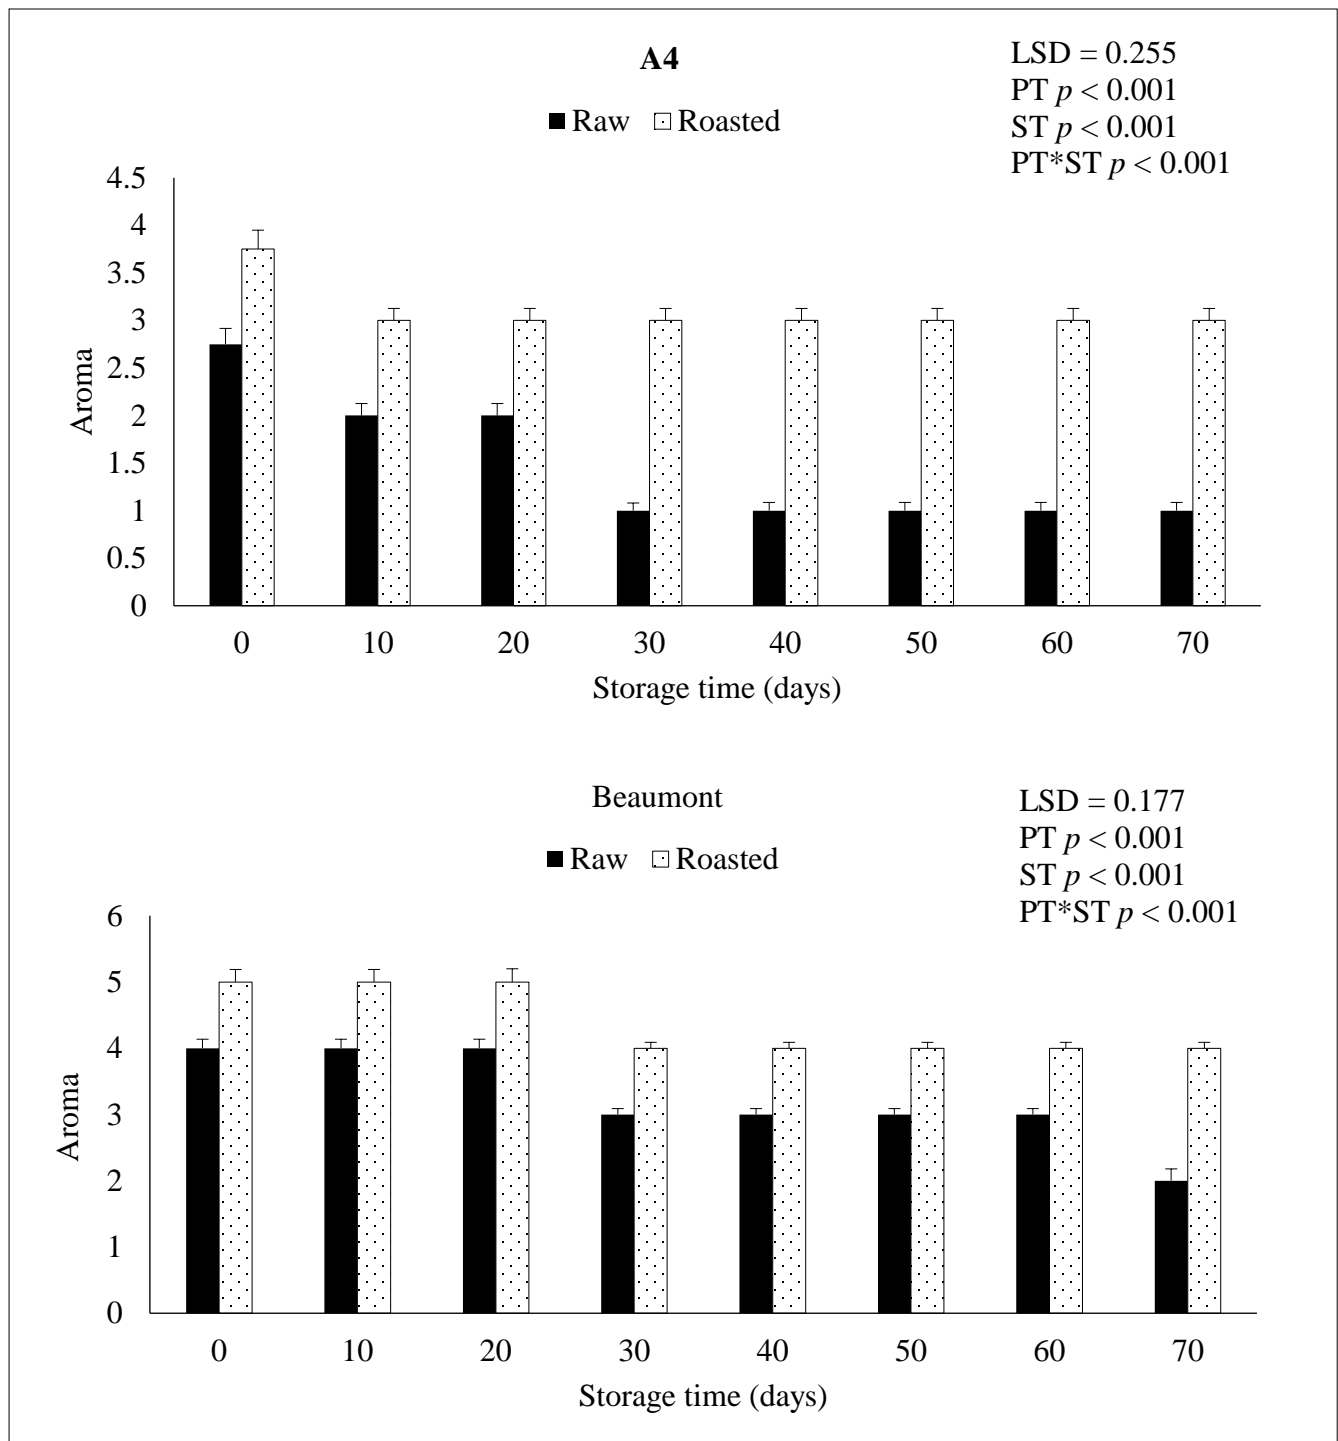 A4
LSD = 0.255
PT p < 0.001
ST p < 0.001
PT*ST p < 0.001
Raw Roasted
4.5
4
3.5
3
2.5
2
1.5
1
0.5
0
Aroma
0 10 20 30 40 50 60 70
Storage time (days)
Beaumont
LSD = 0.177
PT p < 0.001
ST p < 0.001
PT*ST p < 0.001
Raw Roasted
6
5
4
3
2
1
0
Aroma
0 10 20 30 40 50 60 70
Storage time (days)